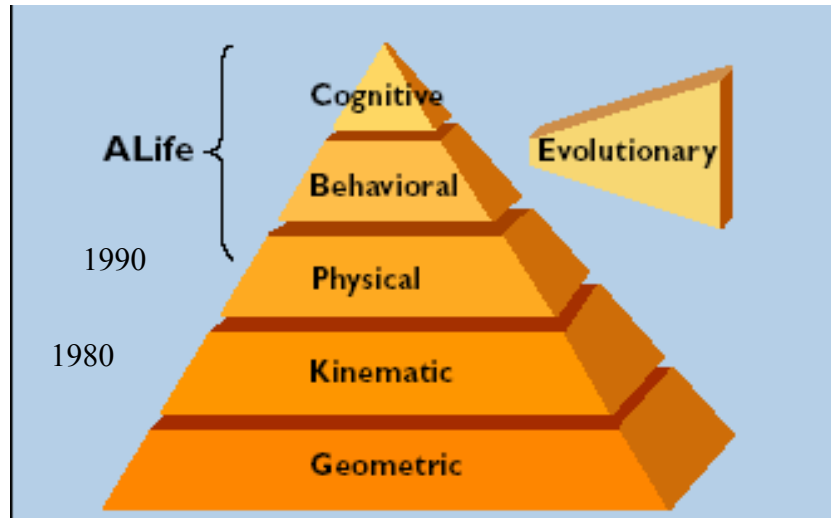 Cognitive
ALife
Evolutionary
Behavioral
1990
Physical
1980
Kinematic
Geometric